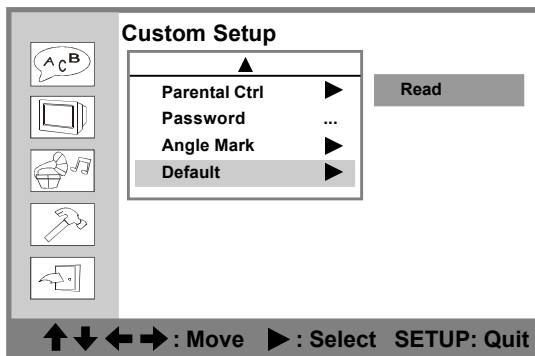 Custom Setup
A C B
Parental Ctrl ▶
Read
Password ...
Angle Mark ▶
Default ▶
: Move ▶ : Select SETUP: Quit